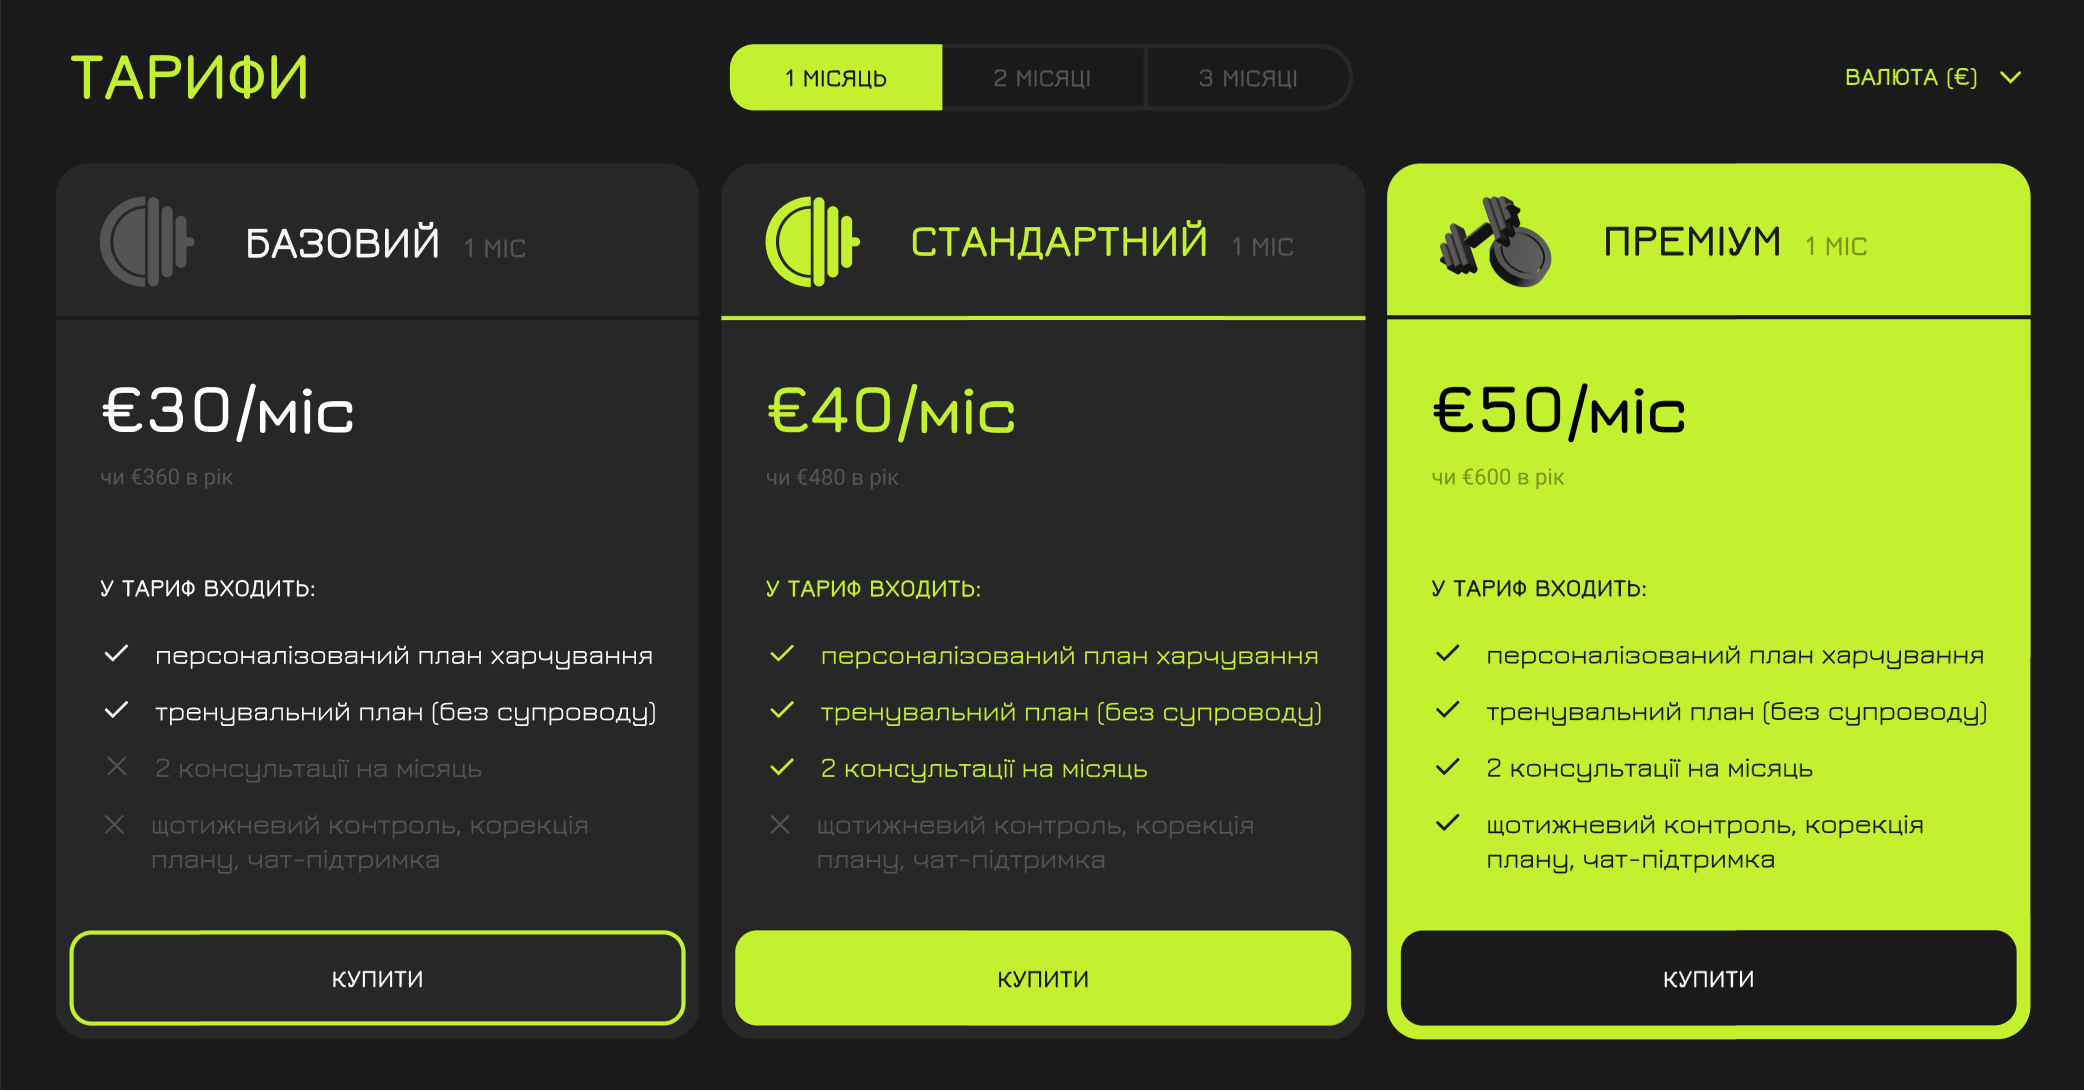 ТАРИФИ
1 МІСЯЦЬ
2 МІСЯЦІ
3 МІСЯЦІ
ВАЛЮТА (€)
БАЗОВИЙ 1 МІС
€30/міс
чи €360 в рік
У ТАРИФ ВХОДИТЬ:
персоналізований план харчування
тренувальний план (без супроводу)
2 консультації на місяць
щотижневий контроль, корекція
плану, чат-підтримка
КУПИТИ
СТАНДАРТНИЙ 1 МІС
€40/міс
чи €480 в рік
У ТАРИФ ВХОДИТЬ:
персоналізований план харчування
тренувальний план (без супроводу)
2 консультації на місяць
щотижневий контроль, корекція
плану, чат-підтримка
КУПИТИ
ПРЕМІУМ 1 МІС
€50/міс
чи €600 в рік
У ТАРИФ ВХОДИТЬ:
персоналізований план харчування
тренувальний план (без супроводу)
2 консультації на місяць
щотижневий контроль, корекція
плану, чат-підтримка
КУПИТИ